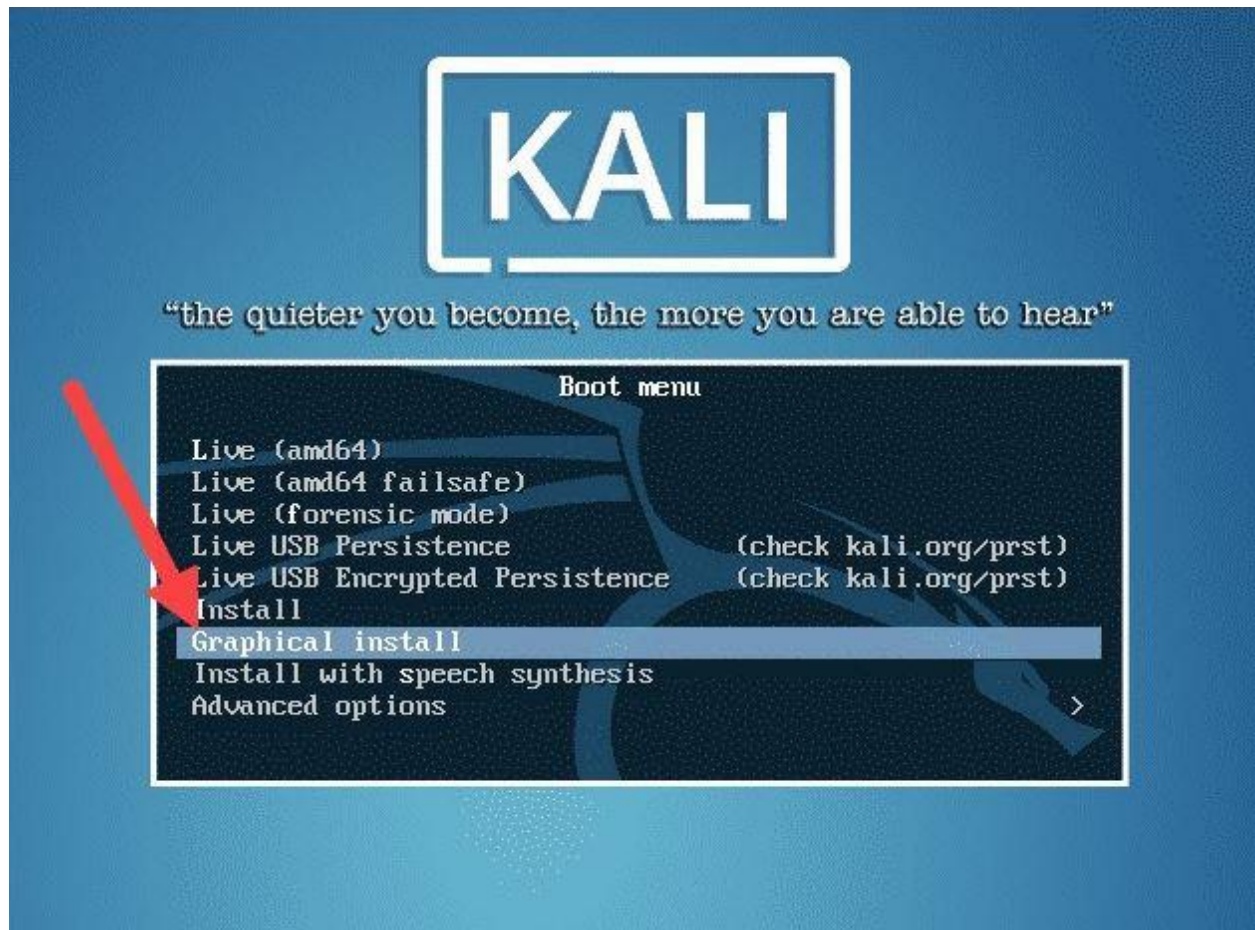 KALI
“the quieter you become, the more you are able to hear”
Boot menu
Live (amd64)
Live (amd64 failsafe)
Live (forensic mode)
Live USB Persistence (check kali.org/prst)
Live USB Encrypted Persistence (check kali.org/prst)
Install
Graphical install
Install with speech synthesis
Advanced options >